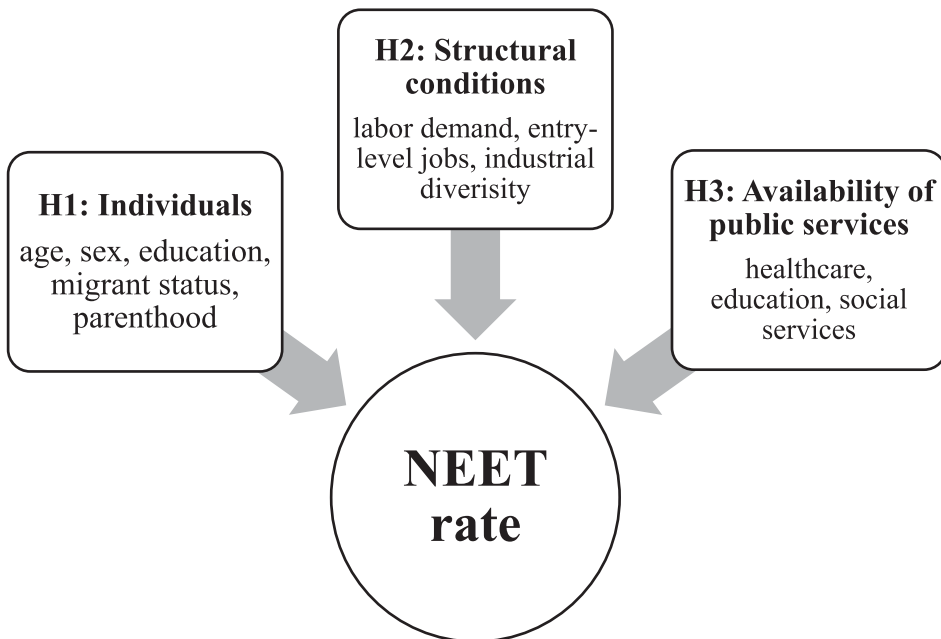 H1: Individuals
age, sex, education,
migrant status,
parenthood
H2: Structural
conditions
labor demand, entry-
level jobs, industrial
diverisity
H3: Availability of
public services
healthcare,
education, social
services
NEET
rate